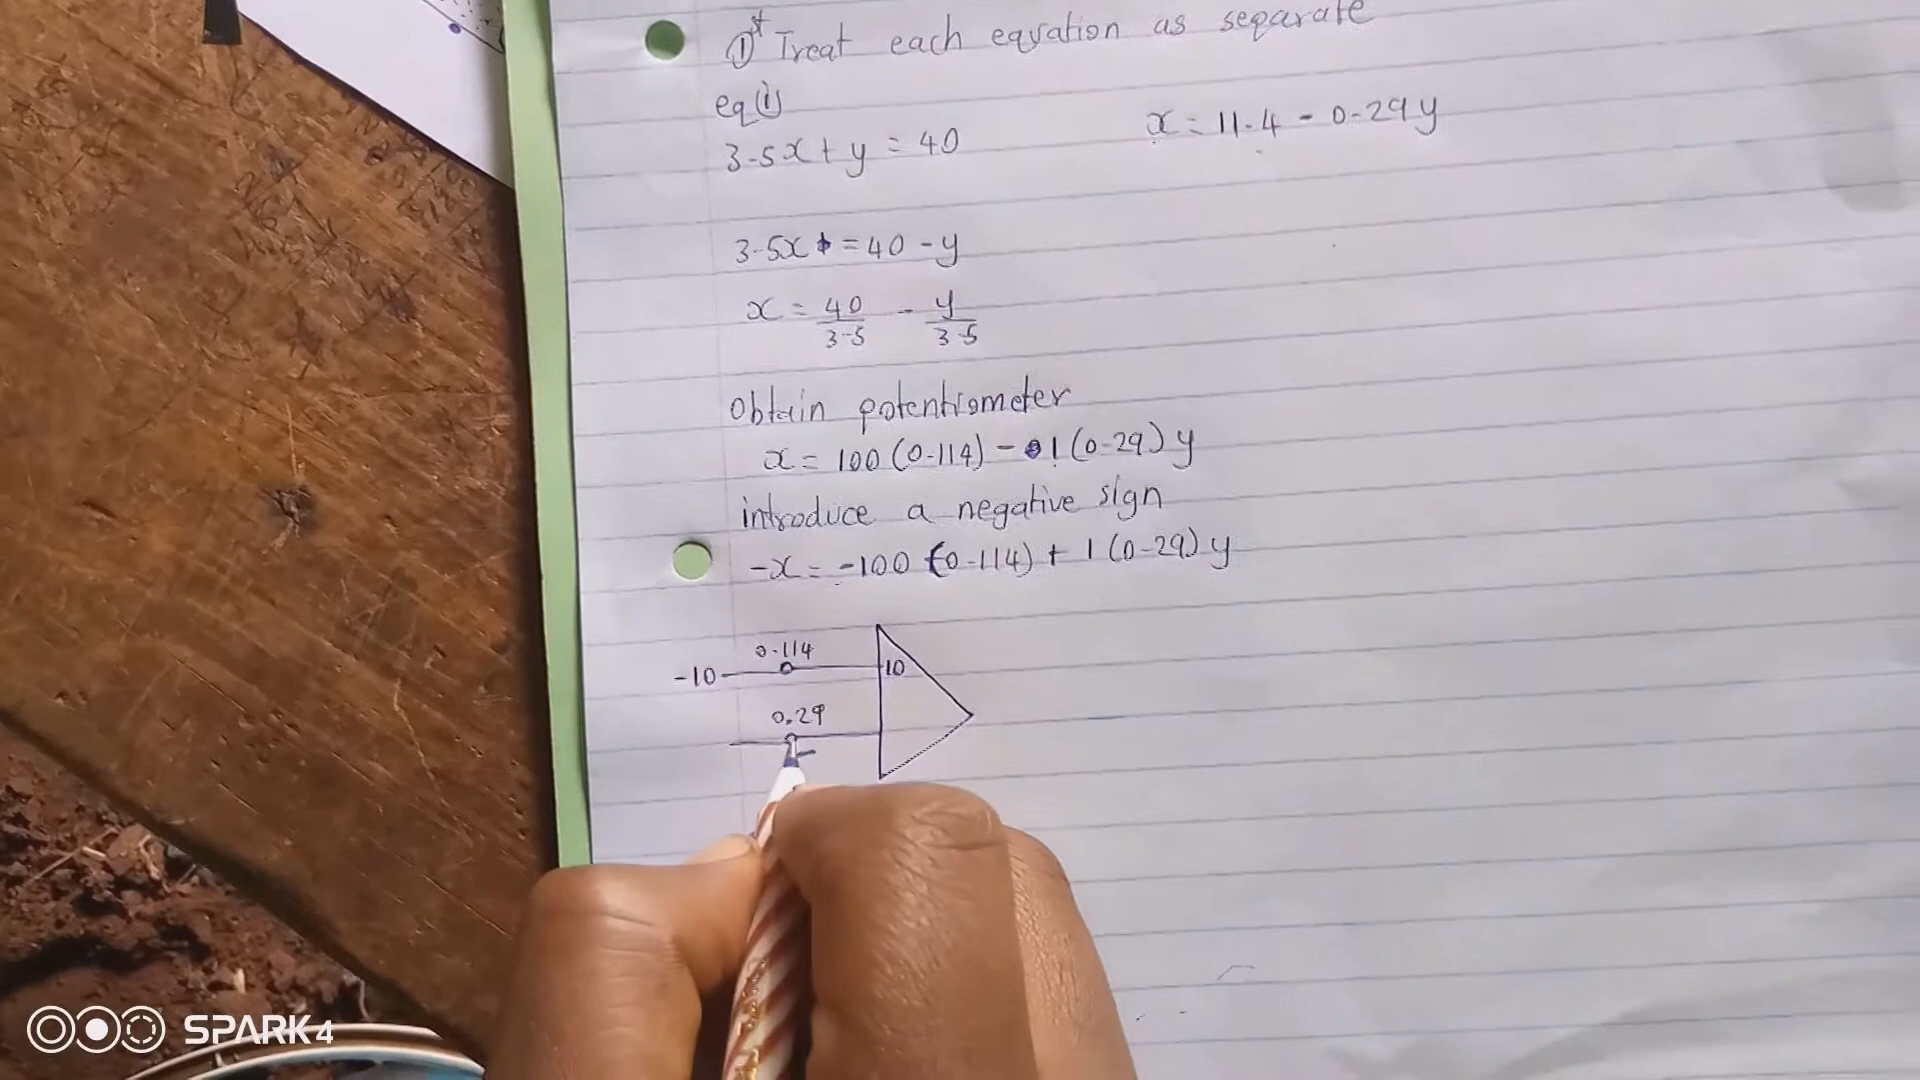 ①st Treat each equation as separate
eq(i)
3.5x + y = 40
x = 11.4 - 0.29y
3.5x = 40 - y
x = 40/3.5 - y/3.5
Obtain potentiometer
x = 100(0.114) - 1(0.29)y
introduce a negative sign
-x = -100(0.114) + 1(0.29)y
0.114
-10
10
0.29
SPARK 4